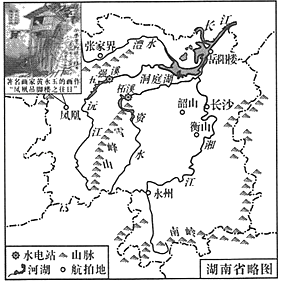 著名画家黄永玉的画作
“凤凰吊脚楼之往日”
张家界
澧水
长江
岳阳楼
洞庭湖
五强溪
柘溪
凤凰
沅江
雪峰山
资水
韶山
长沙
衡山
湘江
永州
南岭
水电站
山脉
河湖
航拍地
湖南省略图